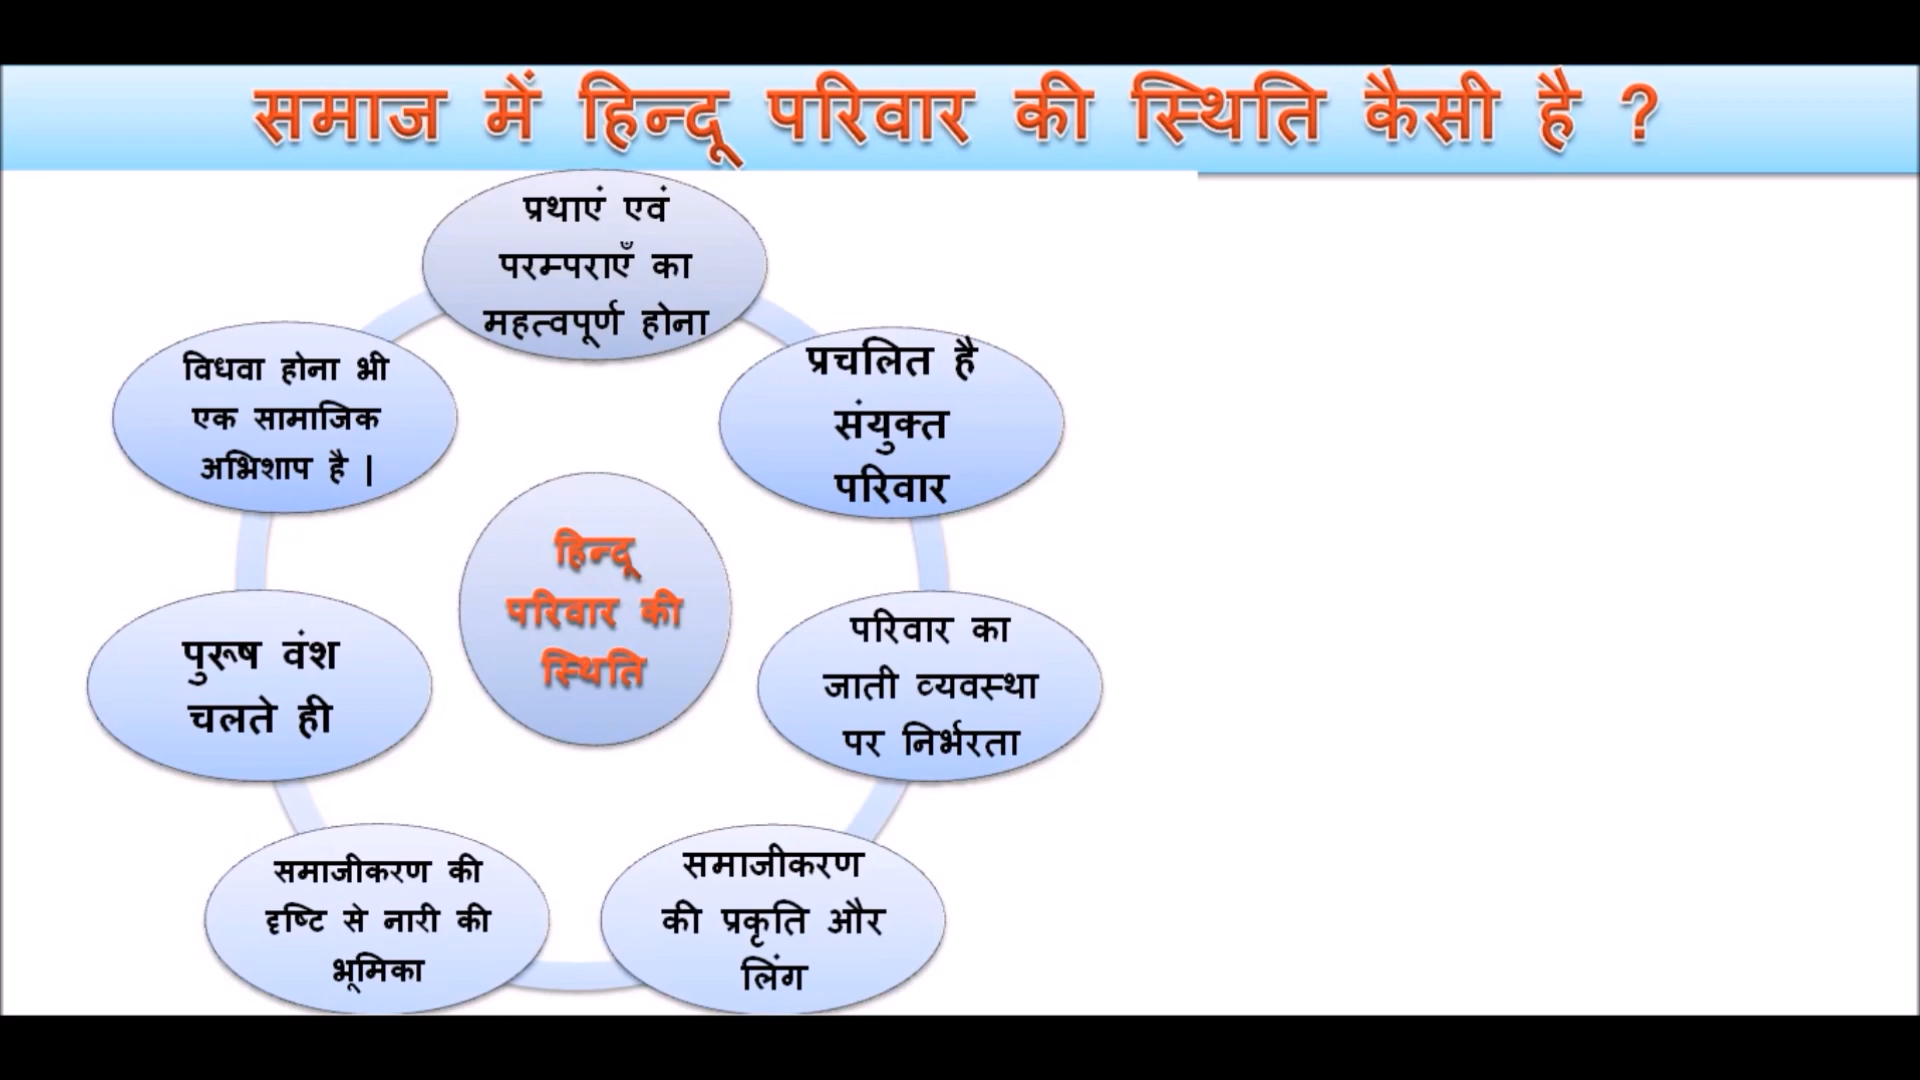 समाज में हिन्दू परिवार की स्थिति कैसी है ?
प्रथाएं एवं
परम्पराएँ का
महत्वपूर्ण होना
प्रचलित है
संयुक्त
परिवार
परिवार का
जाती व्यवस्था
पर निर्भरता
समाजीकरण
की प्रकृति और
लिंग
समाजीकरण की
दृष्टि से नारी की
भूमिका
पुरूष वंश
चलते ही
विधवा होना भी
एक सामाजिक
अभिशाप है |
हिन्दू
परिवार की
स्थिति